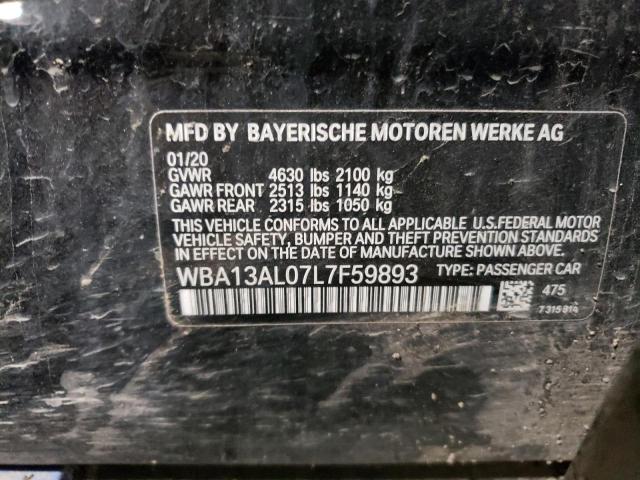 MFD BY BAYERISCHE MOTOREN WERKE AG
01/20
GVWR 4630 lbs 2100 kg
GAWR FRONT 2513 lbs 1140 kg
GAWR REAR 2315 lbs 1050 kg
THIS VEHICLE CONFORMS TO ALL APPLICABLE U.S.FEDERAL MOTOR
VEHICLE SAFETY, BUMPER AND THEFT PREVENTION STANDARDS
IN EFFECT ON THE DATE OF MANUFACTURE SHOWN ABOVE.
WBA13AL07L7F59893 TYPE: PASSENGER CAR
475
7315814